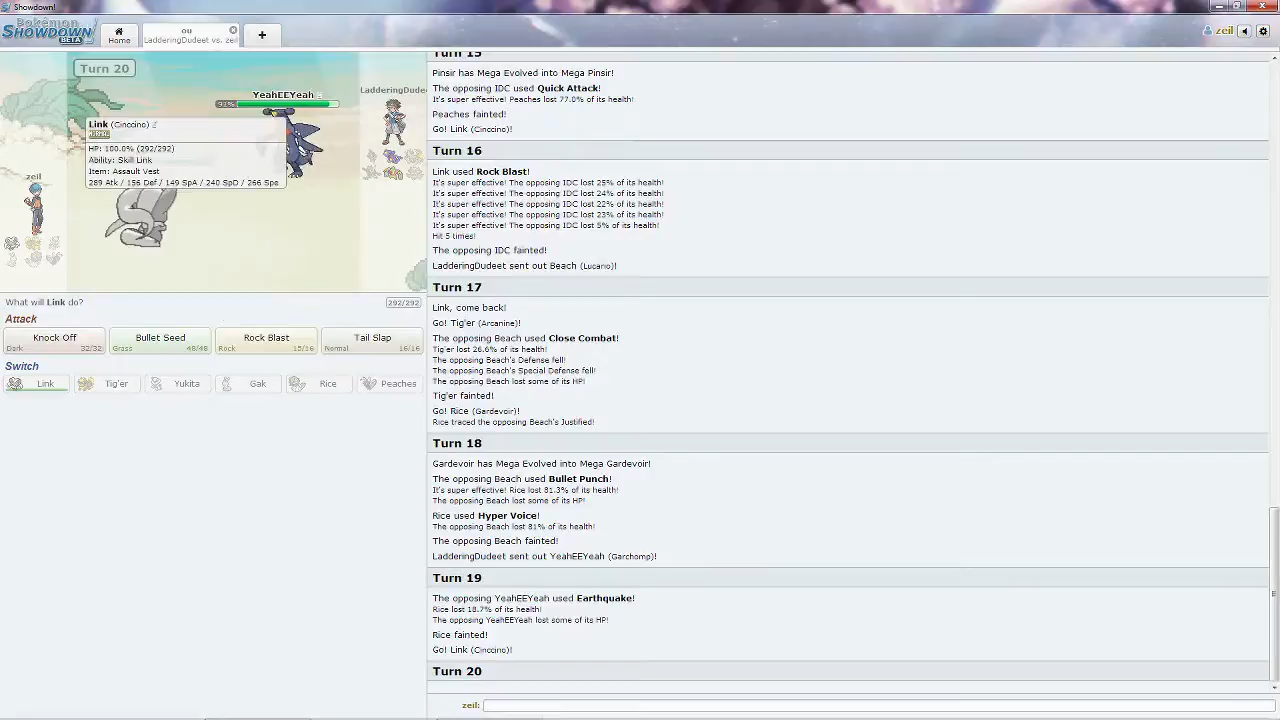 Showdown!
Pokémon
SHOWDOWN
BETA
Home
ou
LadderingDudeet vs. zeil
+
zeil
Turn 20
YeahEEYeah
93%
LadderingDude
Link (Cinccino)
NORMAL
HP: 100.0% (292/292)
Ability: Skill Link
Item: Assault Vest
289 Atk / 156 Def / 149 SpA / 240 SpD / 266 Spe
zeil
What will Link do?
292/292
Attack
Knock Off
Dark 32/32
Bullet Seed
Grass 48/48
Rock Blast
Rock 15/16
Tail Slap
Normal 16/16
Switch
Link
Tig'er
Yukita
Gak
Rice
Peaches
Turn 15
Pinsir has Mega Evolved into Mega Pinsir!
The opposing IDC used Quick Attack!
It's super effective! Peaches lost 77.0% of its health!
Peaches fainted!
Go! Link (Cinccino)!
Turn 16
Link used Rock Blast!
It's super effective! The opposing IDC lost 25% of its health!
It's super effective! The opposing IDC lost 24% of its health!
It's super effective! The opposing IDC lost 22% of its health!
It's super effective! The opposing IDC lost 23% of its health!
It's super effective! The opposing IDC lost 5% of its health!
Hit 5 times!
The opposing IDC fainted!
LadderingDudeet sent out Beach (Lucario)!
Turn 17
Link, come back!
Go! Tig'er (Arcanine)!
The opposing Beach used Close Combat!
Tig'er lost 26.6% of its health!
The opposing Beach's Defense fell!
The opposing Beach's Special Defense fell!
The opposing Beach lost some of its HP!
Tig'er fainted!
Go! Rice (Gardevoir)!
Rice traced the opposing Beach's Justified!
Turn 18
Gardevoir has Mega Evolved into Mega Gardevoir!
The opposing Beach used Bullet Punch!
It's super effective! Rice lost 81.3% of its health!
The opposing Beach lost some of its HP!
Rice used Hyper Voice!
The opposing Beach lost 81% of its health!
The opposing Beach fainted!
LadderingDudeet sent out YeahEEYeah (Garchomp)!
Turn 19
The opposing YeahEEYeah used Earthquake!
Rice lost 18.7% of its health!
The opposing YeahEEYeah lost some of its HP!
Rice fainted!
Go! Link (Cinccino)!
Turn 20
zeil: